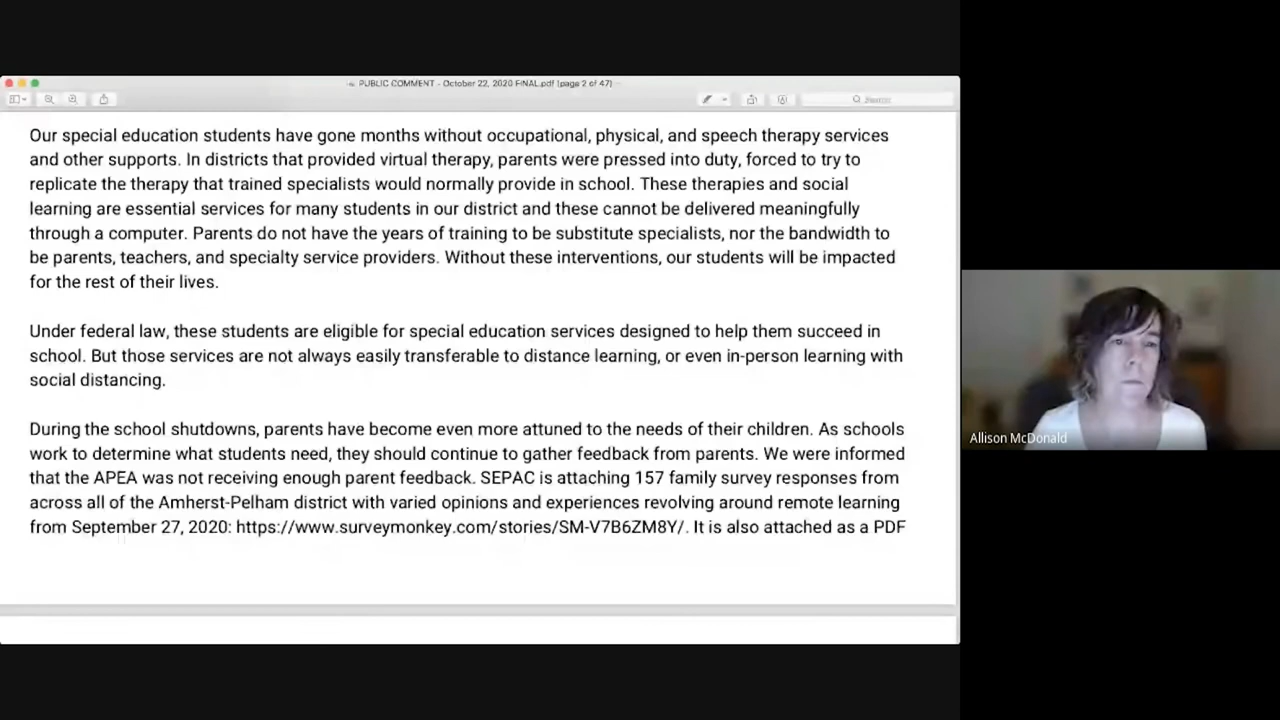 PUBLIC COMMENT - October 22, 2020 FINAL.pdf (page 2 of 47)
Search
Our special education students have gone months without occupational, physical, and speech therapy services
and other supports. In districts that provided virtual therapy, parents were pressed into duty, forced to try to
replicate the therapy that trained specialists would normally provide in school. These therapies and social
learning are essential services for many students in our district and these cannot be delivered meaningfully
through a computer. Parents do not have the years of training to be substitute specialists, nor the bandwidth to
be parents, teachers, and specialty service providers. Without these interventions, our students will be impacted
for the rest of their lives.
Under federal law, these students are eligible for special education services designed to help them succeed in
school. But those services are not always easily transferable to distance learning, or even in-person learning with
social distancing.
During the school shutdowns, parents have become even more attuned to the needs of their children. As schools
work to determine what students need, they should continue to gather feedback from parents. We were informed
that the APEA was not receiving enough parent feedback. SEPAC is attaching 157 family survey responses from
across all of the Amherst-Pelham district with varied opinions and experiences revolving around remote learning
from September 27, 2020: https://www.surveymonkey.com/stories/SM-V7B6ZM8Y/. It is also attached as a PDF
Allison McDonald